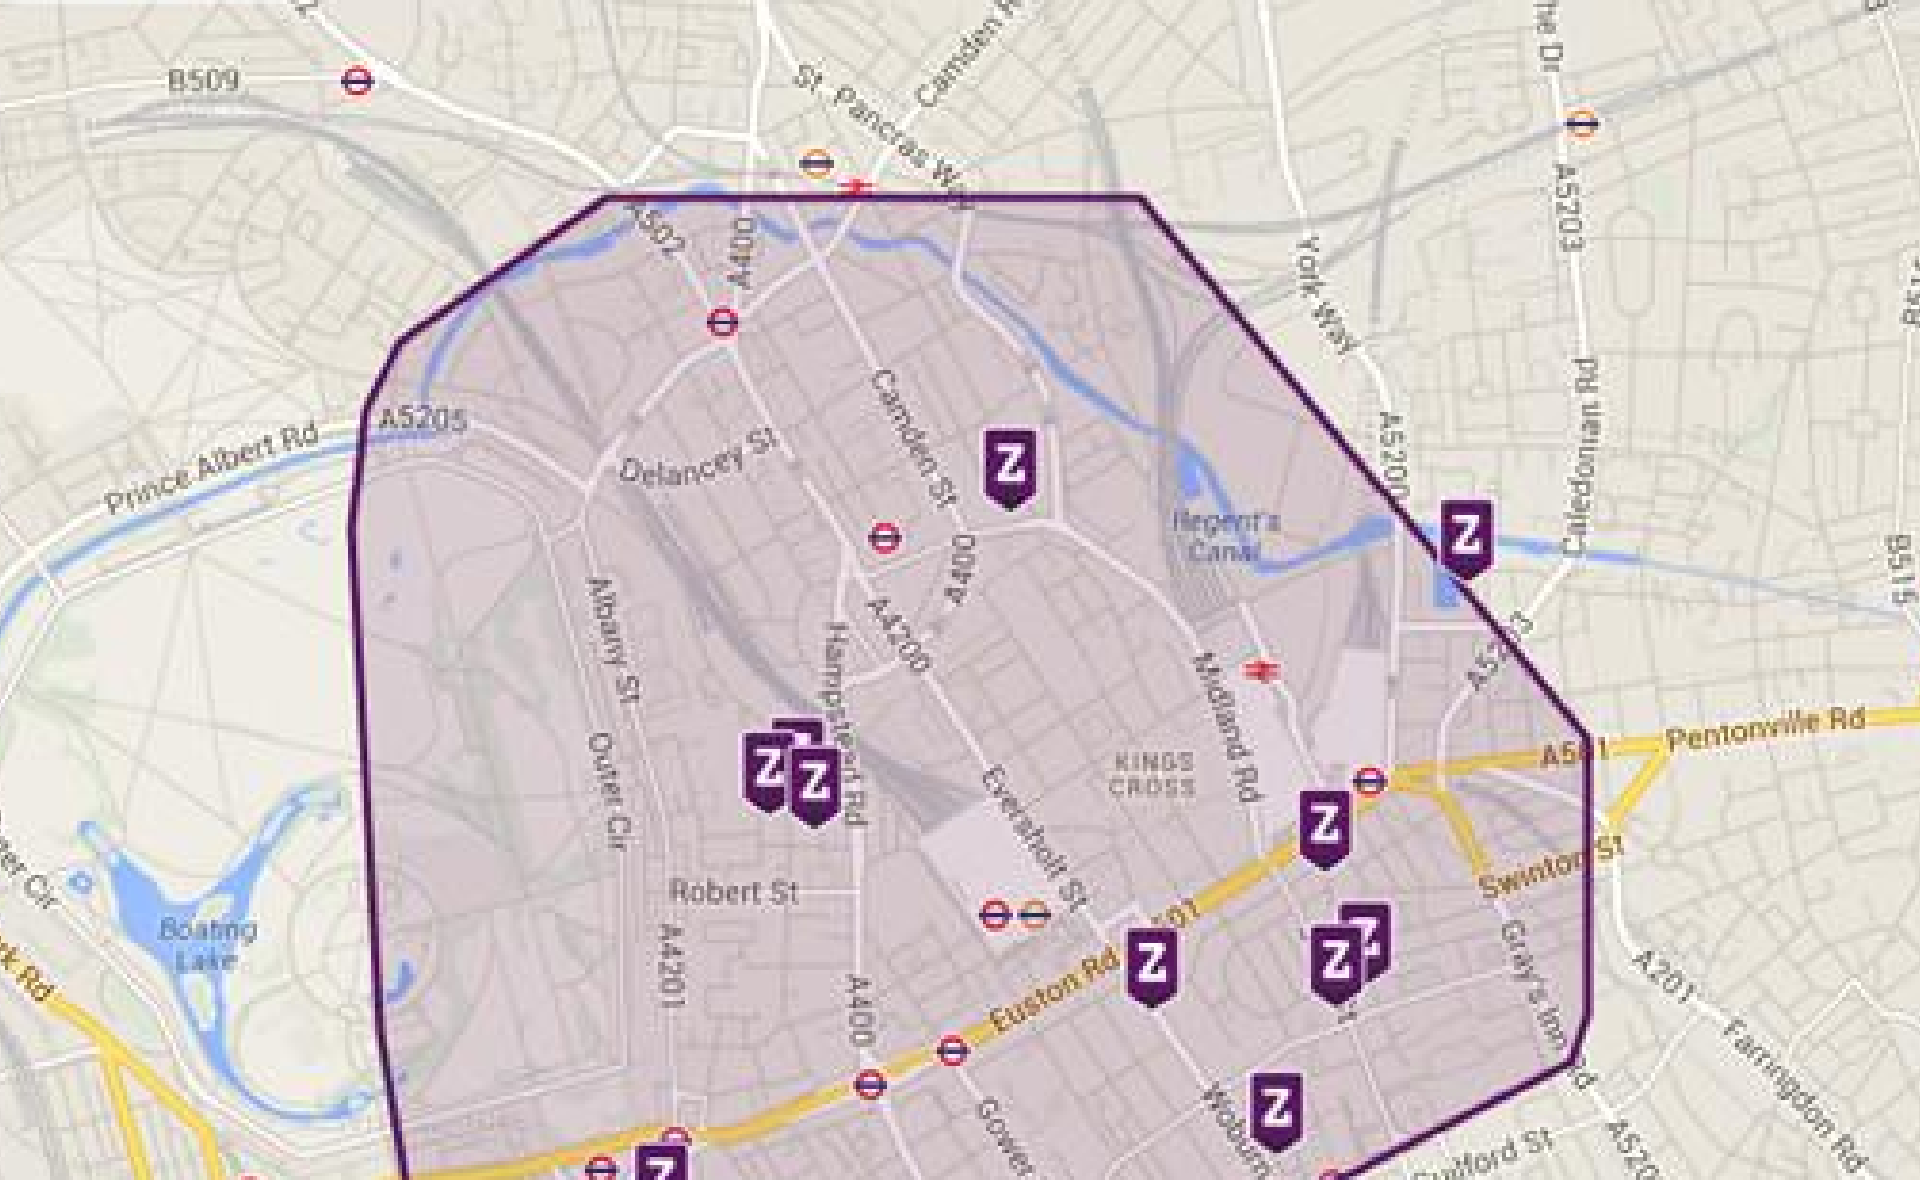 Camden
B509
St Pancras Way
A5203
York Way
A502
A400
Camden St
A5200
Caledonian Rd
A5205
Prince Albert Rd
Delancey St
Z
Z
Regent's
Canal
A400
B515
Albany St
A4200
Hampstead Rd
Midland Rd
Pentonville Rd
A501
KINGS
CROSS
Outer Cir
Z
Z
Eversholt St
Z
Swinton St
Robert St
Boating
Lake
A4201
Z
Z
Z
Gray's Inn Rd
A201
Euston Rd
A400
Farringdon Rd
Z
Woburn
Gower
Guilford St
Z